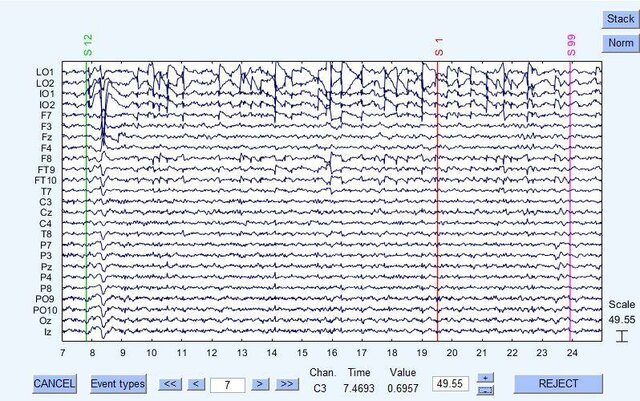 S 12
S 1
S 99
Stack
Norm
LO1
LO2
IO1
IO2
F7
F3
Fz
F4
F8
FT9
FT10
T7
C3
Cz
C4
T8
P7
P3
Pz
P4
P8
PO9
PO10
Oz
Iz
Scale
49.55
7 8 9 10 11 12 13 14 15 16 17 18 19 20 21 22 23 24
Chan. Time Value
CANCEL Event types << < 7 > >> C3 7.4693 0.6957 49.55 + - REJECT